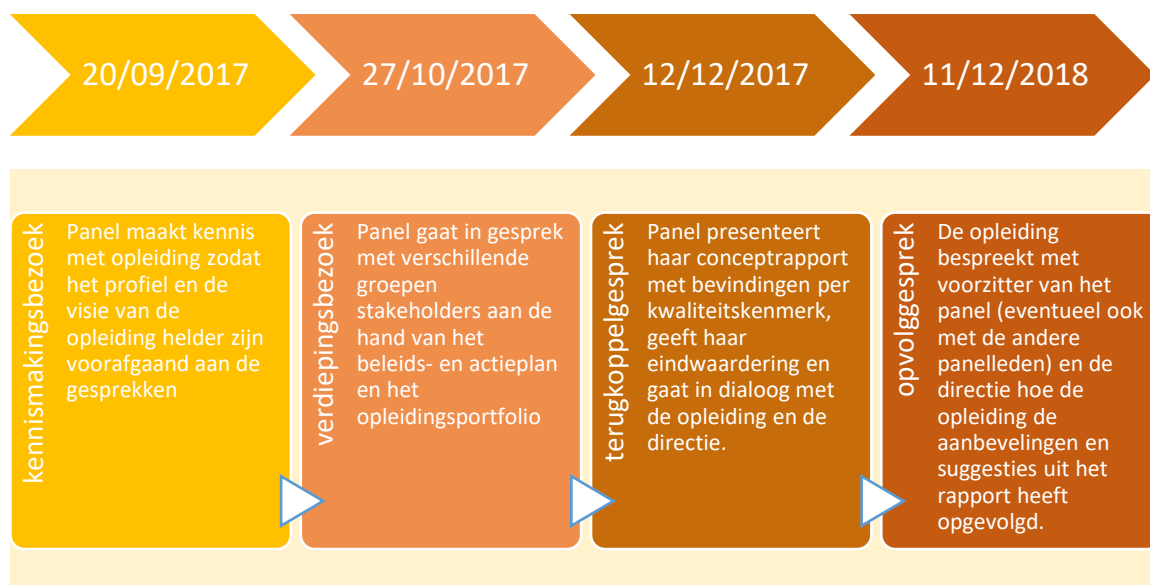 20/09/2017
27/10/2017
12/12/2017
11/12/2018
kennismakingsbezoek
Panel maakt kennis
met opleiding zodat
het profiel en de
visie van de
opleiding helder zijn
voorafgaand aan de
gesprekken
verdiepingsbezoek
Panel gaat in gesprek
met verschillende
groepen
stakeholders aan de
hand van het
beleids- en actieplan
en het
opleidingsportfolio
terugkoppelgesprek
Panel presenteert
haar conceptrapport
met bevindingen per
kwaliteitskenmerk,
geeft haar
eindwaardering en
gaat in dialoog met
de opleiding en de
directie.
opvolggesprek
De opleiding
bespreekt met
voorzitter van het
panel (eventueel ook
met de andere
panelleden) en de
directie hoe de
opleiding de
aanbevelingen en
suggesties uit het
rapport heeft
opgevolgd.